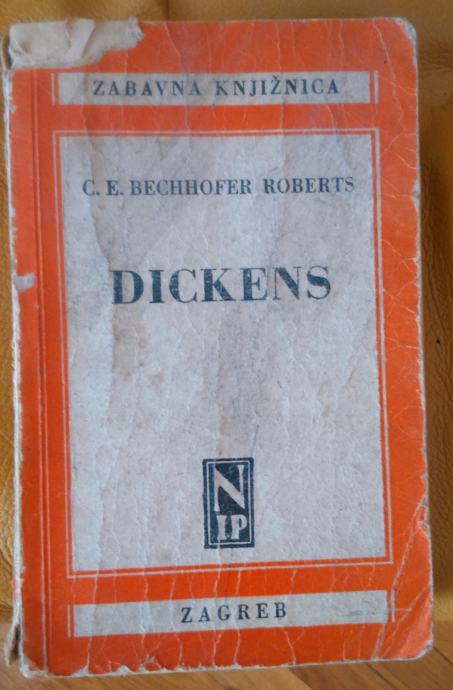 ZABAVNA KNJIŽNICA
C. E. BECHHOFER ROBERTS
DICKENS
N
IP
ZAGREB